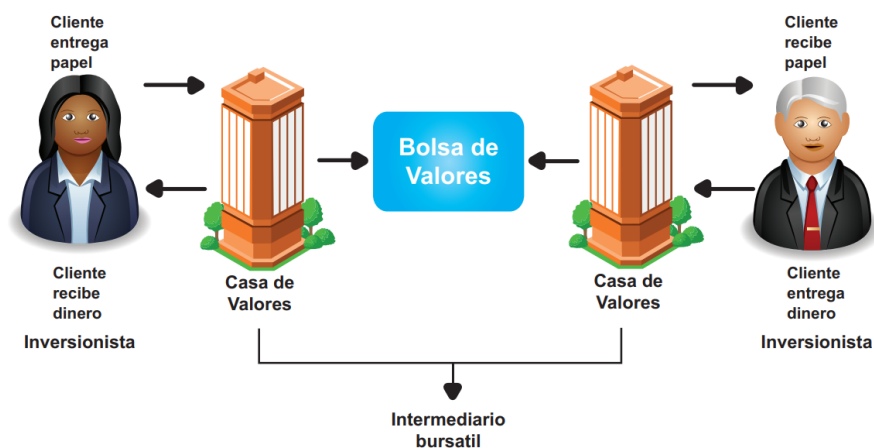 Cliente
entrega
papel
Cliente
recibe
papel
Bolsa de
Valores
Cliente
recibe
dinero
Inversionista
Casa de
Valores
Casa de
Valores
Cliente
entrega
dinero
Inversionista
Intermediario
bursatil